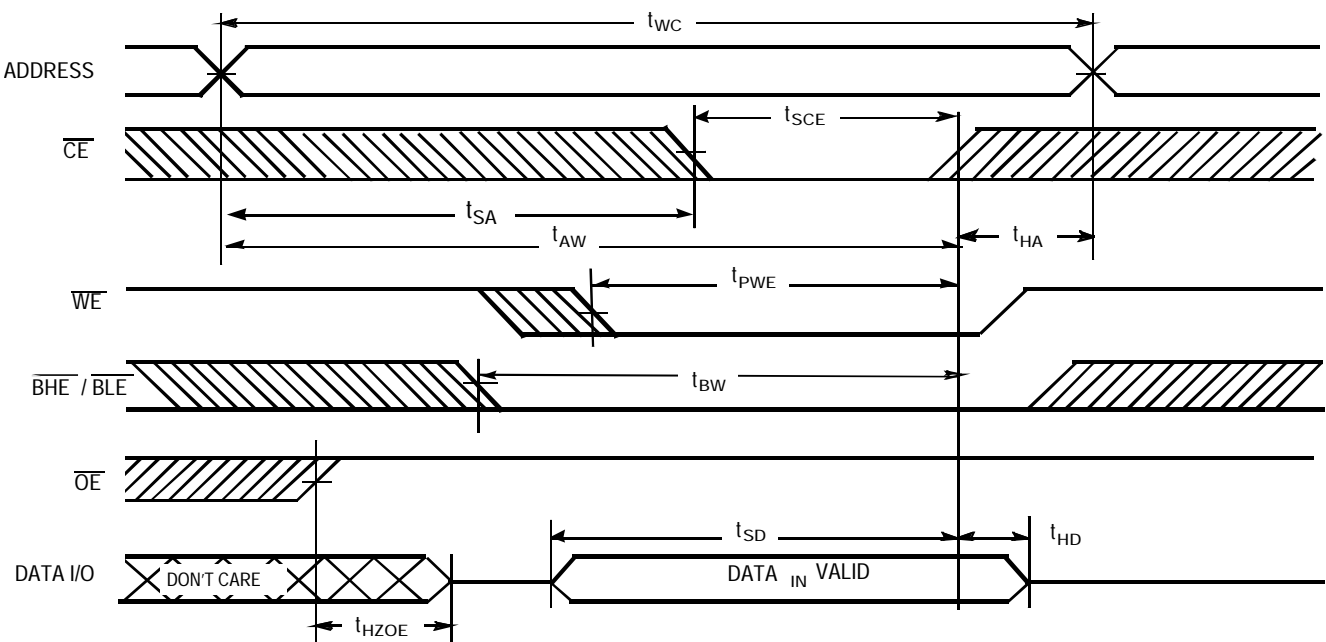 tWC
ADDRESS
tSCE
CE
tSA
tAW
tHA
tPWE
WE
tBW
BHE / BLE
OE
tSD
tHD
DATA I/O
DON'T CARE
DATA IN VALID
tHZOE